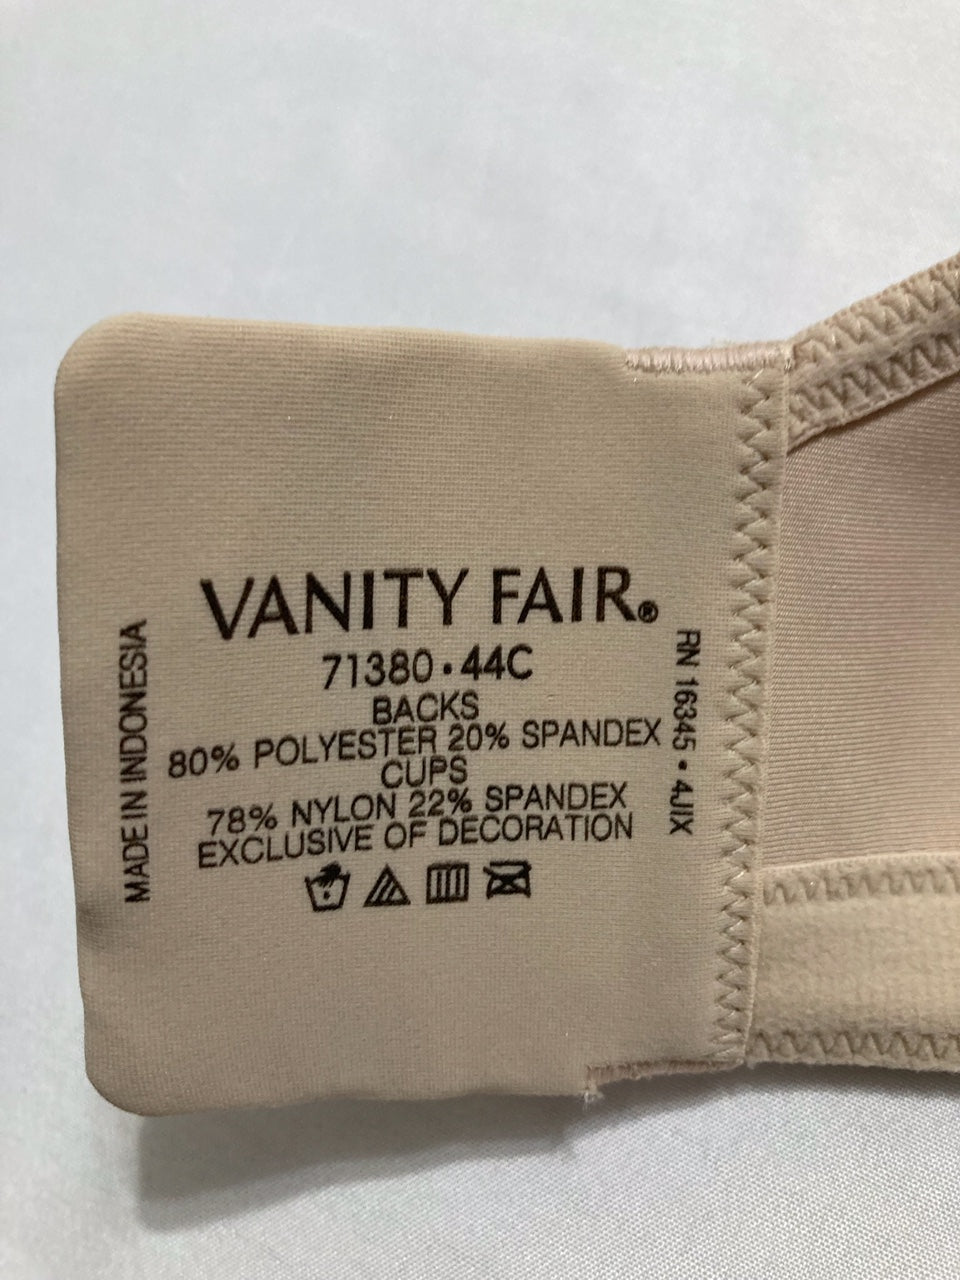 VANITY FAIR®
71380 • 44C
BACKS
80% POLYESTER 20% SPANDEX
CUPS
78% NYLON 22% SPANDEX
EXCLUSIVE OF DECORATION
MADE IN INDONESIA
RN 16345 • 4JIX